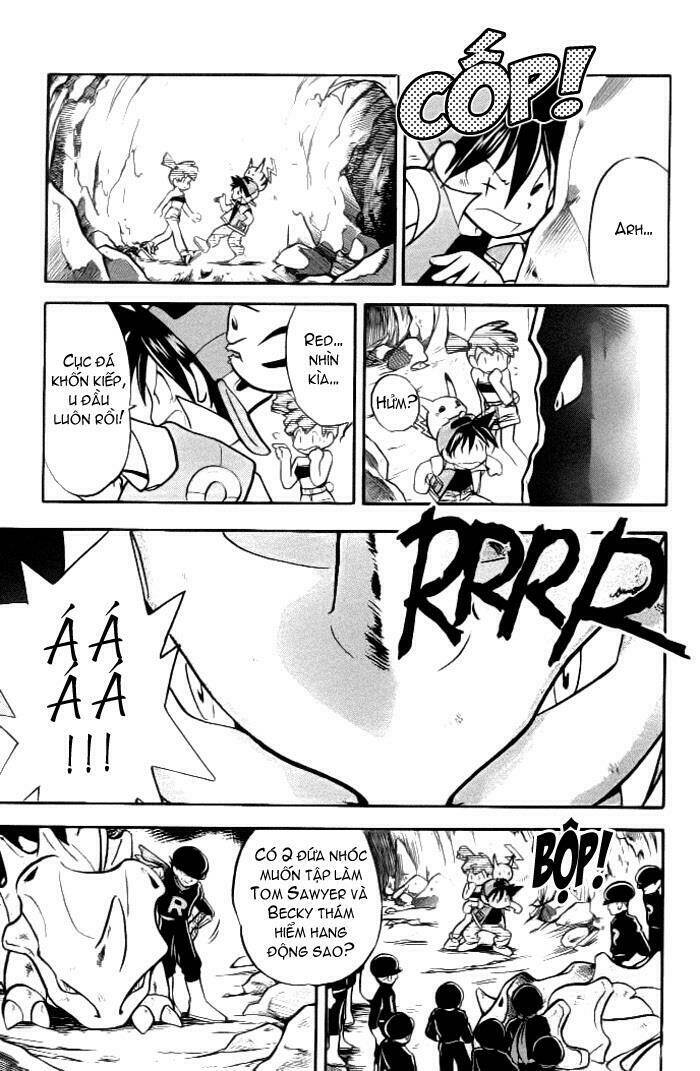 CỐP!
ARH...
RED...
NHÌN
KÌA...
HỬM?
CỤC ĐÁ
KHỐN KIẾP,
U ĐẦU
LUÔN RỒI!
RRRR
Á Á
Á Á
!!!
R
CÓ 2 ĐỨA NHÓC
MUỐN TẬP LÀM
TOM SAWYER VÀ
BECKY THÁM
HIỂM HANG
ĐỘNG SAO?
BỘP!